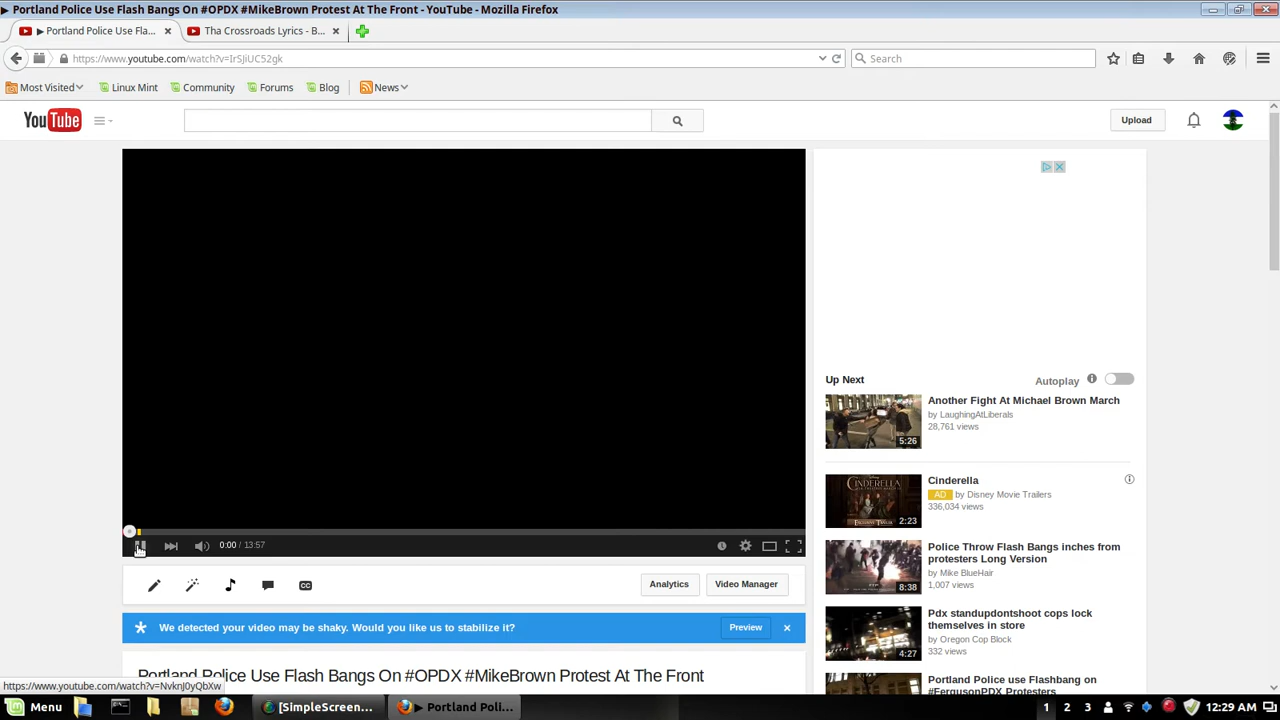 Portland Police Use Flash Bangs On #OPDX #MikeBrown Protest At The Front - YouTube - Mozilla Firefox
▶ Portland Police Use Fla... × Tha Crossroads Lyrics - B... ×
https://www.youtube.com/watch?v=IrSJiUC52gk Search
Most Visited Linux Mint Community Forums Blog News
YouTube Upload
Up Next Autoplay
Another Fight At Michael Brown March
by LaughingAtLiberals
28,761 views
5:26
Cinderella
AD by Disney Movie Trailers
336,034 views
CINDERELLA
2:23
0:00 / 13:57
Police Throw Flash Bangs inches from
protesters Long Version
by Mike BlueHair
1,007 views
8:38
Analytics Video Manager
Pdx standupdontshoot cops lock
themselves in store
by Oregon Cop Block
332 views
4:27
We detected your video may be shaky. Would you like us to stabilize it? Preview ×
Portland Police Use Flash Bangs On #OPDX #MikeBrown Protest At The Front
Portland Police use Flashbang on
#FergusonPDX Protesters
https://www.youtube.com/watch?v=NvknJ0yQbXw
Menu [SimpleScreen... ▶ Portland Poli... 1 2 3 12:29 AM